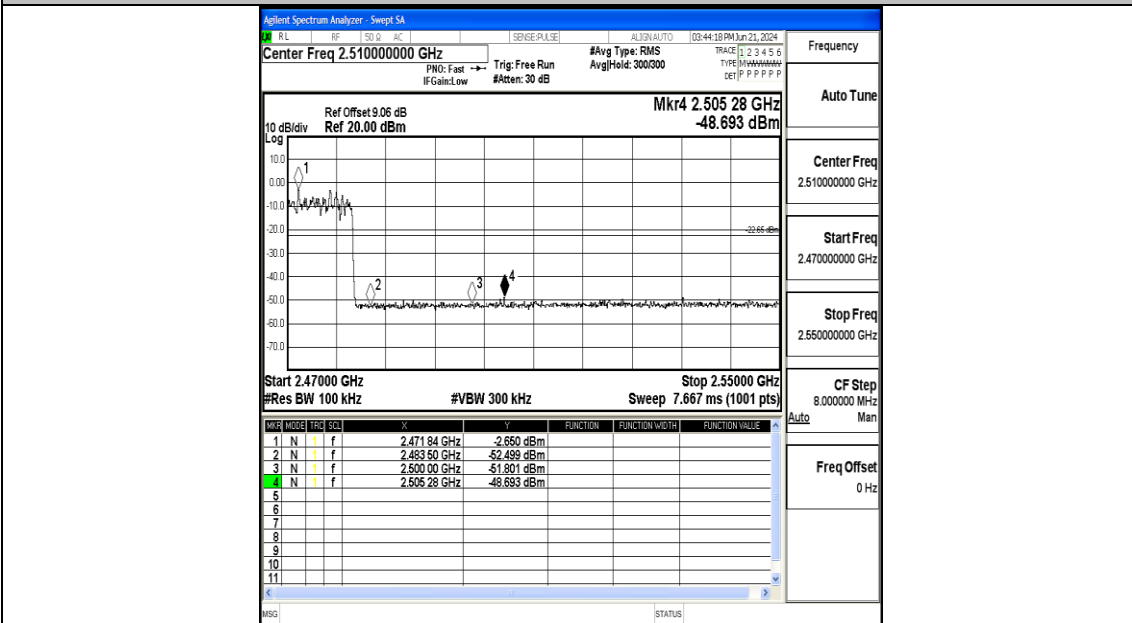 Agilent Spectrum Analyzer - Swept SA
RL RF 50 Ω AC SENSE:PULSE ALIGN AUTO 03:44:18 PM Jun 21, 2024
Center Freq 2.510000000 GHz
#Avg Type: RMS
TRACE 1 2 3 4 5 6
PNO: Fast
Trig: Free Run
Avg|Hold: 300/300
TYPE
IFGain:Low
#Atten: 30 dB
DET P P P P P P
Frequency
Auto Tune
Mkr4 2.505 28 GHz
-48.693 dBm
Ref Offset 9.06 dB
10 dB/div Ref 20.00 dBm
Log
10.0
0.00
-10.0
-20.0
-30.0
-40.0
-50.0
-60.0
-70.0
1
2
3
4
-22.65 dBm
Start 2.47000 GHz
Stop 2.55000 GHz
#Res BW 100 kHz
#VBW 300 kHz
Sweep 7.667 ms (1001 pts)
Center Freq
2.510000000 GHz
Start Freq
2.470000000 GHz
Stop Freq
2.550000000 GHz
CF Step
8.000000 MHz
Auto Man
Freq Offset
0 Hz
MKR MODE TRC SCL X Y FUNCTION FUNCTION WIDTH FUNCTION VALUE
1 N 1 f 2.471 84 GHz -2.650 dBm
2 N 1 f 2.483 50 GHz -52.499 dBm
3 N 1 f 2.500 00 GHz -51.801 dBm
4 N 1 f 2.505 28 GHz -48.693 dBm
5
6
7
8
9
10
11
MSG
STATUS